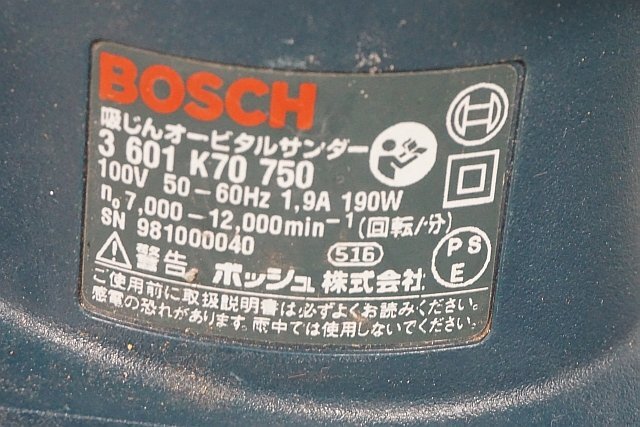 BOSCH
吸じんオービタルサンダー
3 601 K70 750
100V 50-60Hz 1,9A 190W
n₀ 7,000-12,000min⁻¹(回転/分)
SN 981000040
516
PS
E
警告 ボッシュ株式会社
ご使用前に取扱説明書は必ずよくお読みください。
感電の恐れがあります。雨中では使用しないでください。